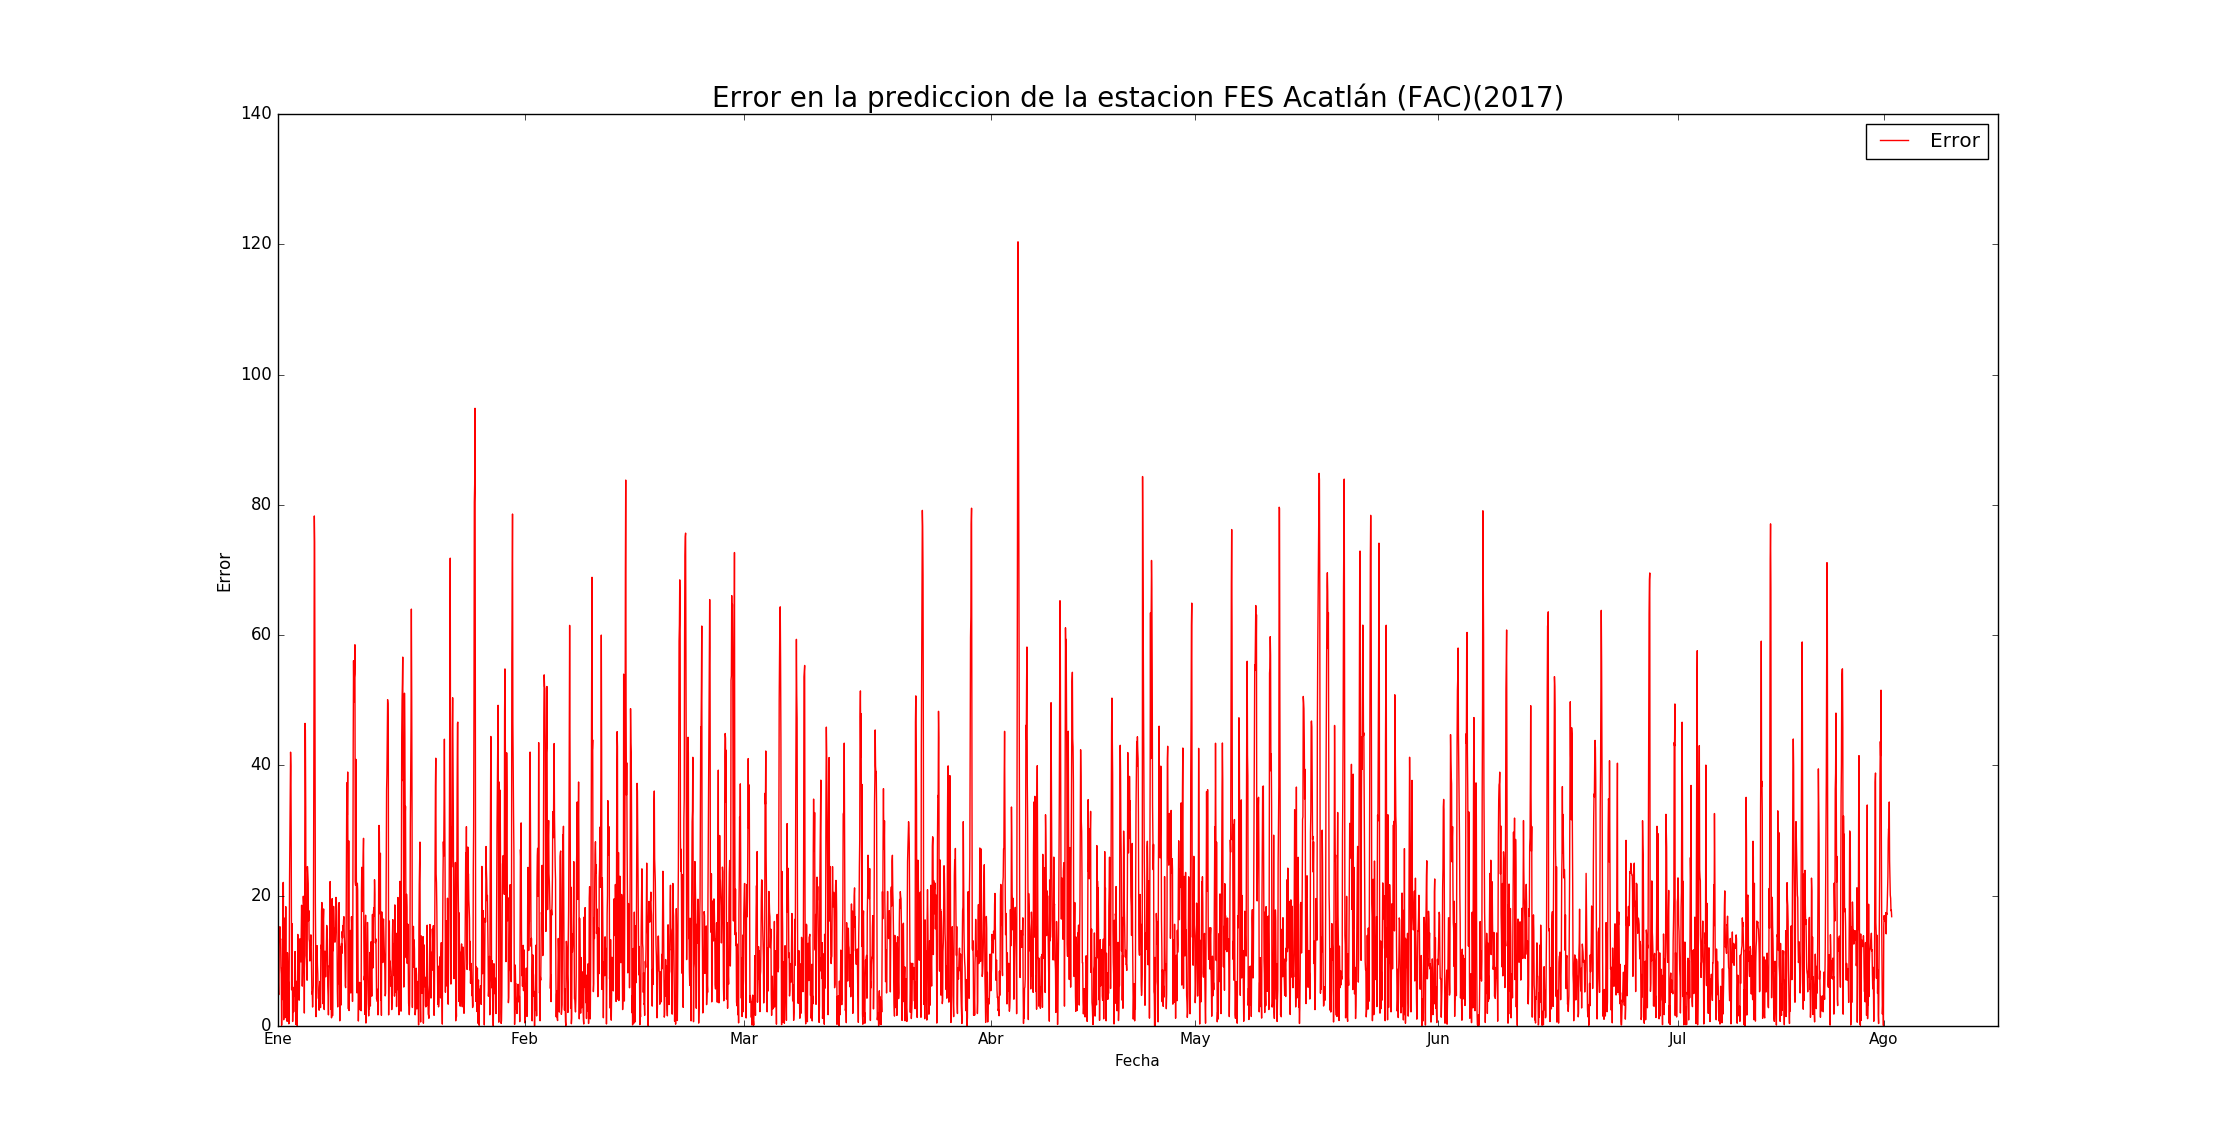 Error en la prediccion de la estacion FES Acatlán (FAC)(2017)
140
120
100
80
60
40
20
0
Error
Error
Ene Feb Mar Abr May Jun Jul Ago
Fecha